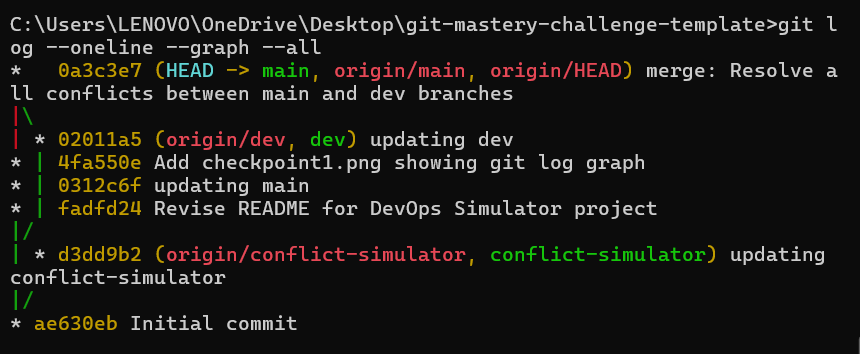 C:\Users\LENOVO\OneDrive\Desktop\git-mastery-challenge-template>git l
og --oneline --graph --all
*   0a3c3e7 (HEAD -> main, origin/main, origin/HEAD) merge: Resolve a
ll conflicts between main and dev branches
|\
| * 02011a5 (origin/dev, dev) updating dev
* | 4fa550e Add checkpoint1.png showing git log graph
* | 0312c6f updating main
* | fadfd24 Revise README for DevOps Simulator project
|/
| * d3dd9b2 (origin/conflict-simulator, conflict-simulator) updating
conflict-simulator
|/
* ae630eb Initial commit